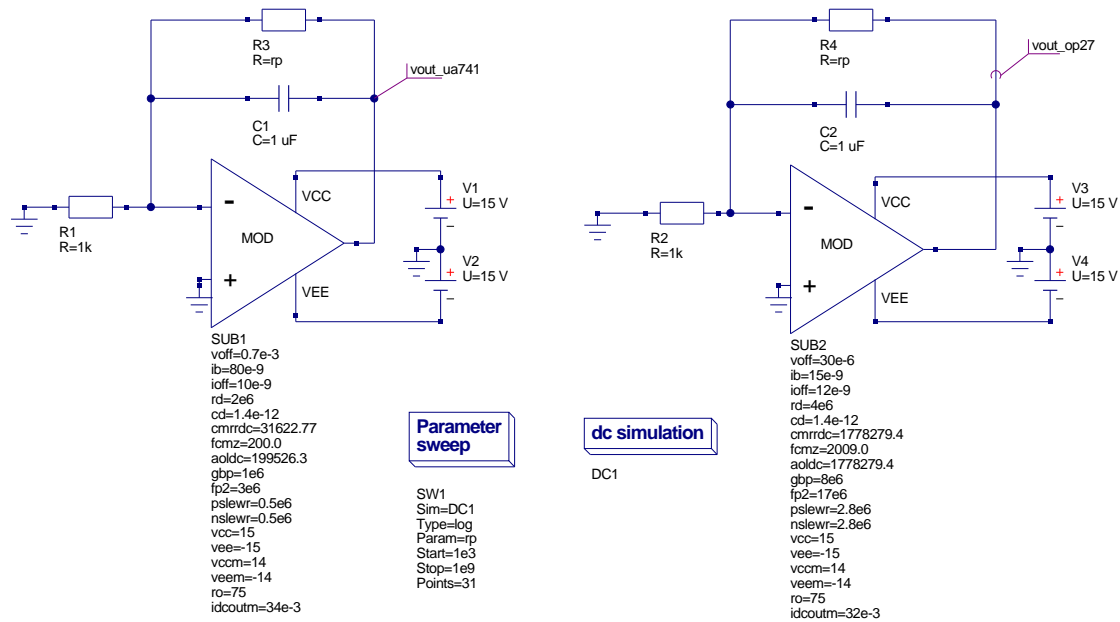 R3
R=rp
vout_ua741
C1
C=1 uF
VCC
V1
U=15 V
R1
R=1k
MOD
V2
U=15 V
VEE
SUB1
voff=0.7e-3
ib=80e-9
ioff=10e-9
rd=2e6
cd=1.4e-12
cmrrdc=31622.77
fcmz=200.0
aoldc=199526.3
gbp=1e6
fp2=3e6
pslewr=0.5e6
nslewr=0.5e6
vcc=15
vee=-15
vccm=14
veem=-14
ro=75
idcoutm=34e-3
Parameter
sweep
SW1
Sim=DC1
Type=log
Param=rp
Start=1e3
Stop=1e9
Points=31
dc simulation
DC1
R4
R=rp
vout_op27
C2
C=1 uF
VCC
V3
U=15 V
R2
R=1k
MOD
V4
U=15 V
VEE
SUB2
voff=30e-6
ib=15e-9
ioff=12e-9
rd=4e6
cd=1.4e-12
cmrrdc=1778279.4
fcmz=2009.0
aoldc=1778279.4
gbp=8e6
fp2=17e6
pslewr=2.8e6
nslewr=2.8e6
vcc=15
vee=-15
vccm=14
veem=-14
ro=75
idcoutm=32e-3